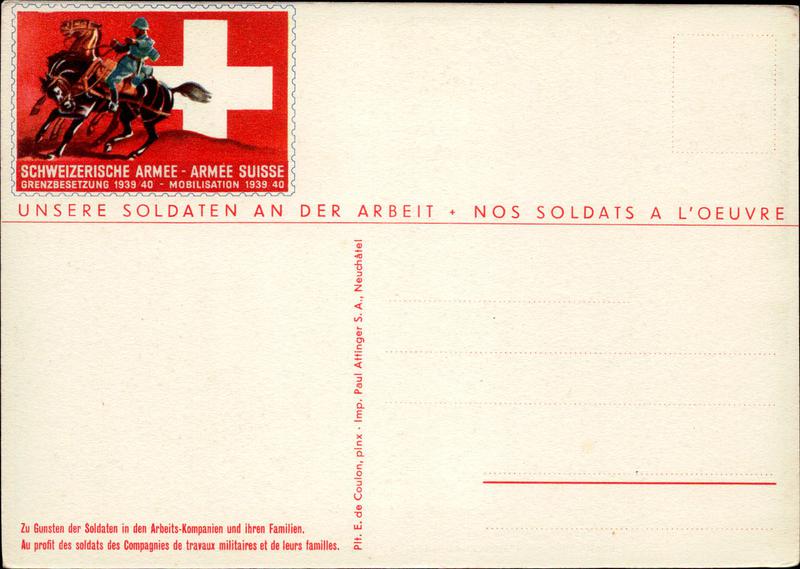 SCHWEIZERISCHE ARMEE - ARMÉE SUISSE
GRENZBESETZUNG 1939 40 - MOBILISATION 1939 40
UNSERE SOLDATEN AN DER ARBEIT + NOS SOLDATS A L'OEUVRE
Plt. E. de Coulon, pinx · Imp. Paul Attinger S. A., Neuchâtel
Zu Gunsten der Soldaten in den Arbeits-Kompanien und ihren Familien.
Au profit des soldats des Compagnies de travaux militaires et de leurs familles.